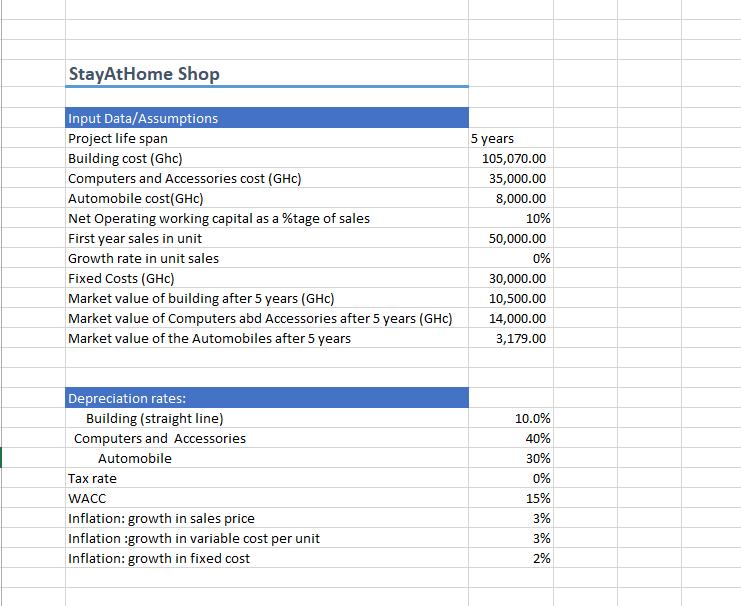 StayAtHome Shop
Input Data/Assumptions
Project life span 5 years
Building cost (Ghc) 105,070.00
Computers and Accessories cost (GHc) 35,000.00
Automobile cost(GHc) 8,000.00
Net Operating working capital as a %tage of sales 10%
First year sales in unit 50,000.00
Growth rate in unit sales 0%
Fixed Costs (GHc) 30,000.00
Market value of building after 5 years (GHc) 10,500.00
Market value of Computers abd Accessories after 5 years (GHc) 14,000.00
Market value of the Automobiles after 5 years 3,179.00
Depreciation rates:
Building (straight line) 10.0%
Computers and Accessories 40%
Automobile 30%
Tax rate 0%
WACC 15%
Inflation: growth in sales price 3%
Inflation :growth in variable cost per unit 3%
Inflation: growth in fixed cost 2%